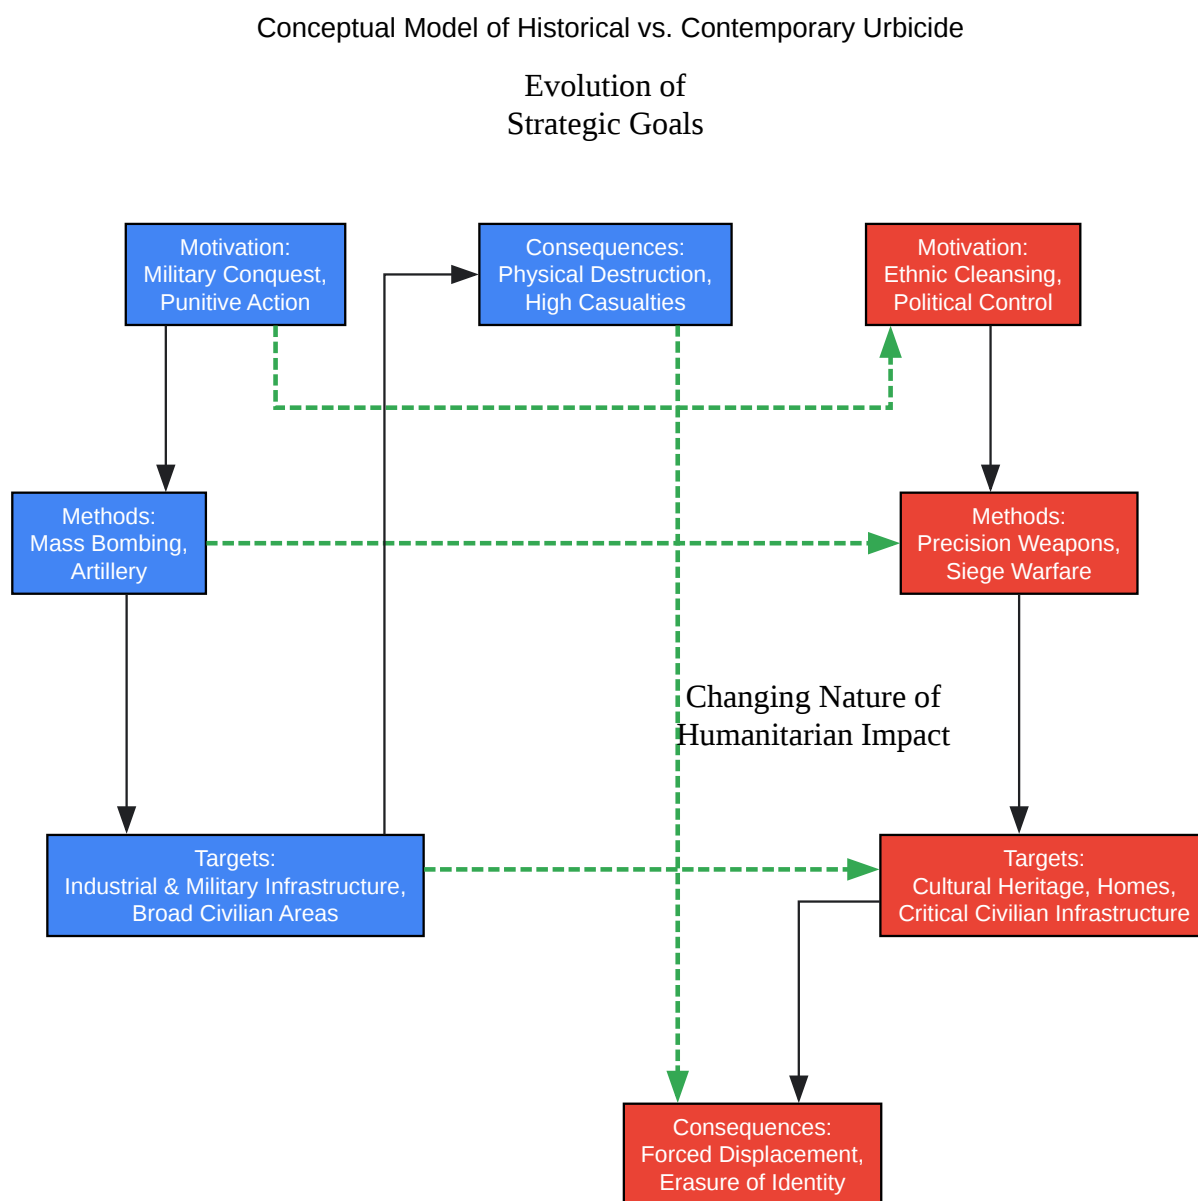 Conceptual Model of Historical vs. Contemporary Urbicide
Evolution of
Strategic Goals
Motivation:
Military Conquest,
Punitive Action
Consequences:
Physical Destruction,
High Casualties
Motivation:
Ethnic Cleansing,
Political Control
Methods:
Mass Bombing,
Artillery
Methods:
Precision Weapons,
Siege Warfare
Changing Nature of
Humanitarian Impact
Targets:
Industrial & Military Infrastructure,
Broad Civilian Areas
Targets:
Cultural Heritage, Homes,
Critical Civilian Infrastructure
Consequences:
Forced Displacement,
Erasure of Identity